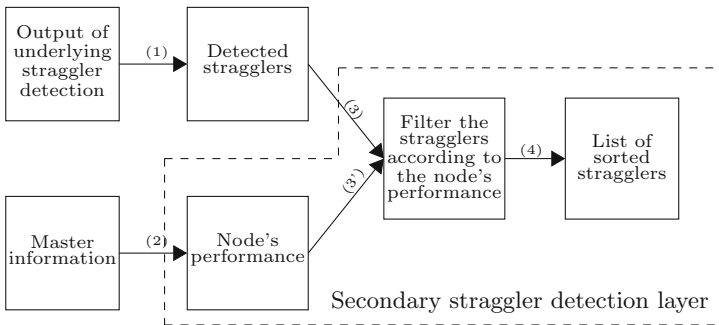 Output of
underlying
straggler
detection
(1)
Detected
stragglers
(3)
Filter the
stragglers
according to
the node's
performance
(4)
List of
sorted
stragglers
Master
information
(2)
Node's
performance
(3')
Secondary straggler detection layer